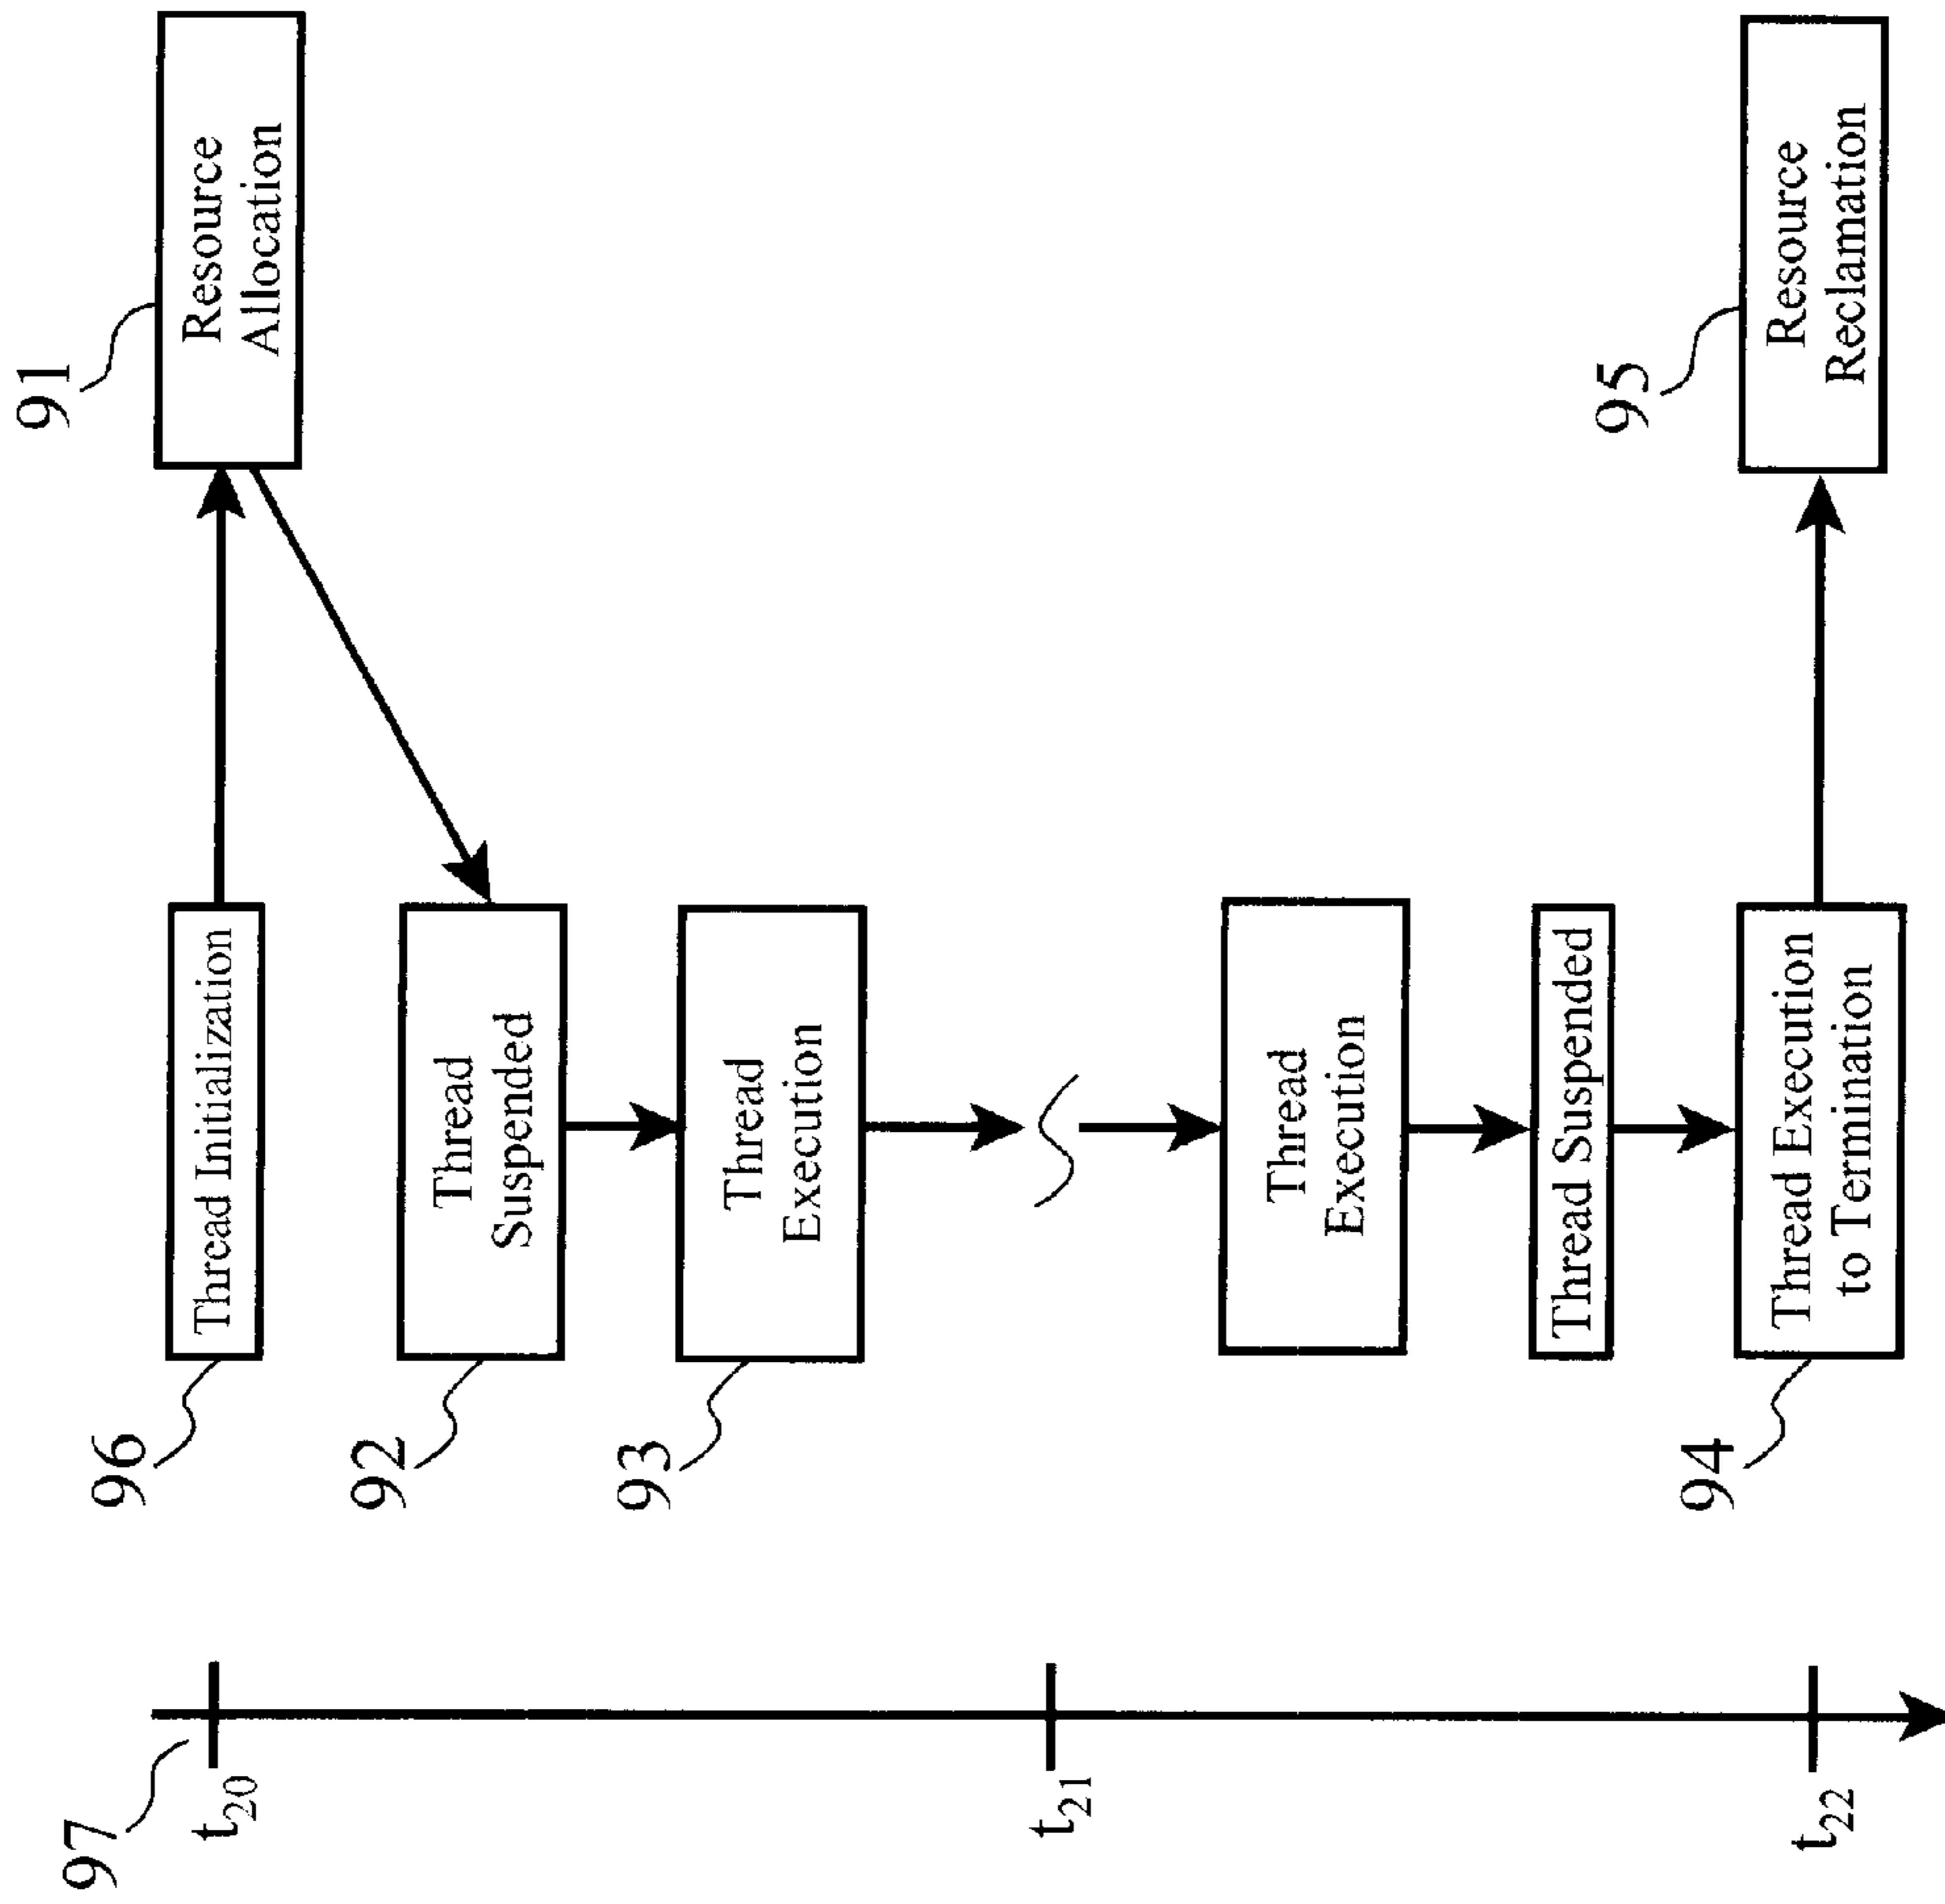 91
Resource
Allocation
96
Thread Initialization
92
Thread
Suspended
93
Thread
Execution
Thread
Execution
Thread Suspended
94
Thread Execution
to Termination
95
Resource
Reclamation
97
t20
t21
t22